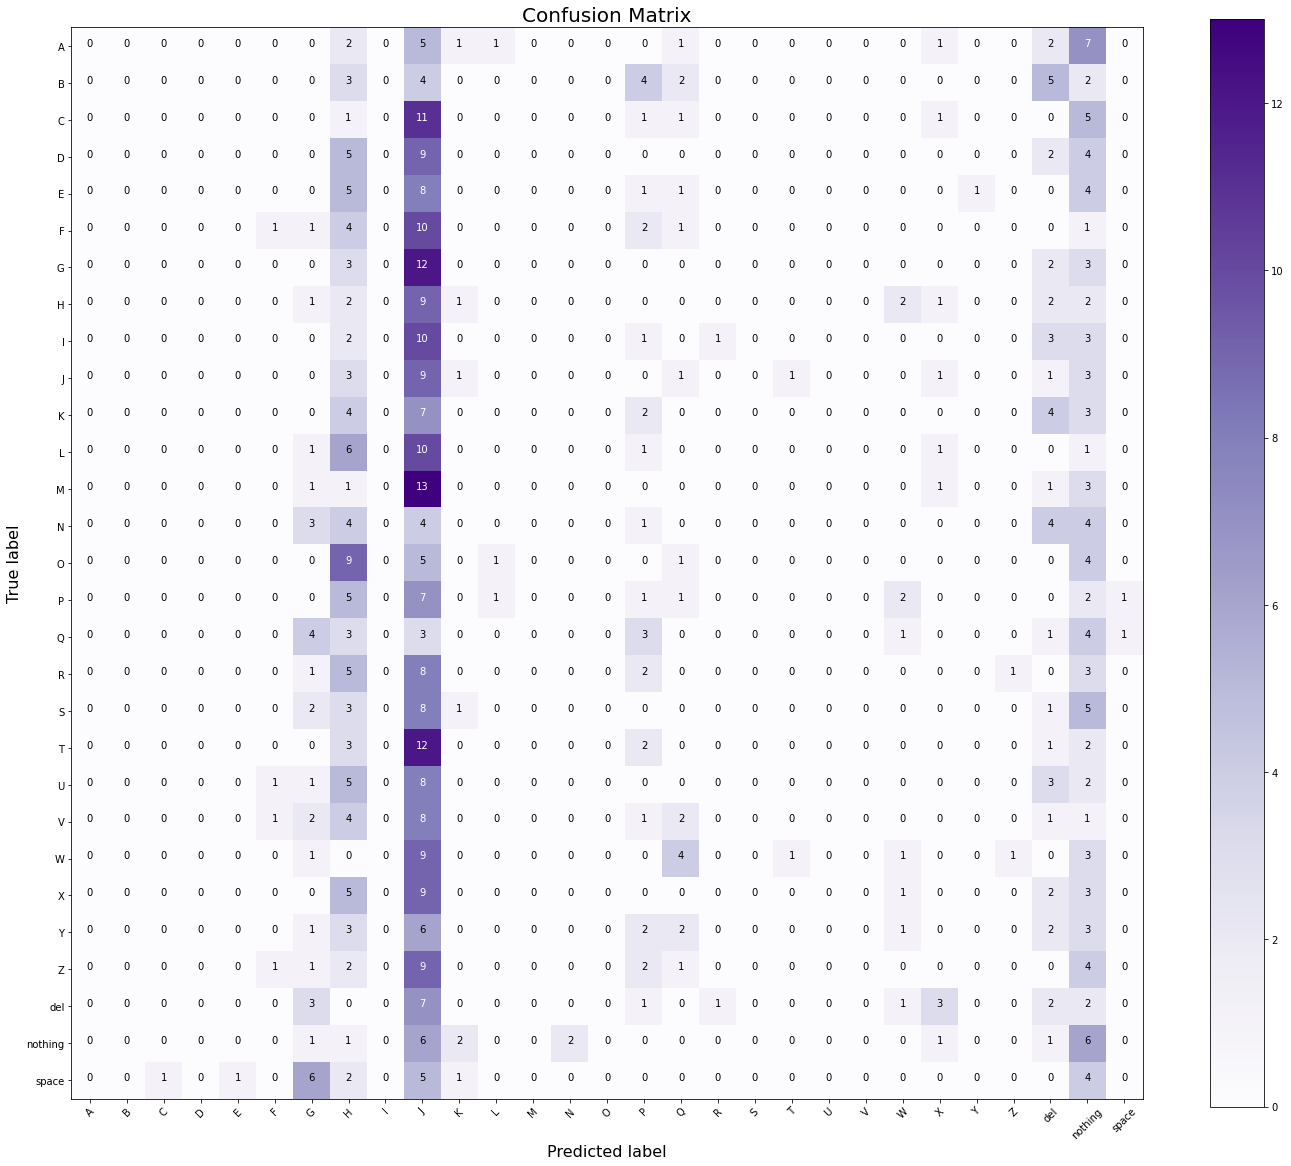 Confusion Matrix
A 0 0 0 0 0 0 0 2 0 5 1 1 0 0 0 0 1 0 0 0 0 0 0 1 0 0 2 7 0
B 0 0 0 0 0 0 0 3 0 4 0 0 0 0 0 4 2 0 0 0 0 0 0 0 0 0 5 2 0
C 0 0 0 0 0 0 0 1 0 11 0 0 0 0 0 1 1 0 0 0 0 0 0 1 0 0 0 5 0
D 0 0 0 0 0 0 0 5 0 9 0 0 0 0 0 0 0 0 0 0 0 0 0 0 0 0 2 4 0
E 0 0 0 0 0 0 0 5 0 8 0 0 0 0 0 1 1 0 0 0 0 0 0 0 1 0 0 4 0
F 0 0 0 0 0 1 1 4 0 10 0 0 0 0 0 2 1 0 0 0 0 0 0 0 0 0 0 1 0
G 0 0 0 0 0 0 0 3 0 12 0 0 0 0 0 0 0 0 0 0 0 0 0 0 0 0 2 3 0
H 0 0 0 0 0 0 1 2 0 9 1 0 0 0 0 0 0 0 0 0 0 0 2 1 0 0 2 2 0
I 0 0 0 0 0 0 0 2 0 10 0 0 0 0 0 1 0 1 0 0 0 0 0 0 0 0 3 3 0
J 0 0 0 0 0 0 0 3 0 9 1 0 0 0 0 0 1 0 0 1 0 0 0 1 0 0 1 3 0
K 0 0 0 0 0 0 0 4 0 7 0 0 0 0 0 2 0 0 0 0 0 0 0 0 0 0 4 3 0
L 0 0 0 0 0 0 1 6 0 10 0 0 0 0 0 1 0 0 0 0 0 0 0 1 0 0 0 1 0
M 0 0 0 0 0 0 1 1 0 13 0 0 0 0 0 0 0 0 0 0 0 0 0 1 0 0 1 3 0
N 0 0 0 0 0 0 3 4 0 4 0 0 0 0 0 1 0 0 0 0 0 0 0 0 0 0 4 4 0
O 0 0 0 0 0 0 0 9 0 5 0 1 0 0 0 0 1 0 0 0 0 0 0 0 0 0 0 4 0
P 0 0 0 0 0 0 0 5 0 7 0 1 0 0 0 1 1 0 0 0 0 0 2 0 0 0 0 2 1
Q 0 0 0 0 0 0 4 3 0 3 0 0 0 0 0 3 0 0 0 0 0 0 1 0 0 0 1 4 1
R 0 0 0 0 0 0 1 5 0 8 0 0 0 0 0 2 0 0 0 0 0 0 0 0 0 1 0 3 0
S 0 0 0 0 0 0 2 3 0 8 1 0 0 0 0 0 0 0 0 0 0 0 0 0 0 0 1 5 0
T 0 0 0 0 0 0 0 3 0 12 0 0 0 0 0 2 0 0 0 0 0 0 0 0 0 0 1 2 0
U 0 0 0 0 0 1 1 5 0 8 0 0 0 0 0 0 0 0 0 0 0 0 0 0 0 0 3 2 0
V 0 0 0 0 0 1 2 4 0 8 0 0 0 0 0 1 2 0 0 0 0 0 0 0 0 0 1 1 0
W 0 0 0 0 0 0 1 0 0 9 0 0 0 0 0 0 4 0 0 1 0 0 1 0 0 1 0 3 0
X 0 0 0 0 0 0 0 5 0 9 0 0 0 0 0 0 0 0 0 0 0 0 1 0 0 0 2 3 0
Y 0 0 0 0 0 0 1 3 0 6 0 0 0 0 0 2 2 0 0 0 0 0 1 0 0 0 2 3 0
Z 0 0 0 0 0 1 1 2 0 9 0 0 0 0 0 2 1 0 0 0 0 0 0 0 0 0 0 4 0
del 0 0 0 0 0 0 3 0 0 7 0 0 0 0 0 1 0 1 0 0 0 0 1 3 0 0 2 2 0
nothing 0 0 0 0 0 0 1 1 0 6 2 0 0 2 0 0 0 0 0 0 0 0 0 1 0 0 1 6 0
space 0 0 1 0 1 0 6 2 0 5 1 0 0 0 0 0 0 0 0 0 0 0 0 0 0 0 0 4 0
A B C D E F G H I J K L M N O P Q R S T U V W X Y Z del nothing space
Predicted label
True label
12
10
8
6
4
2
0